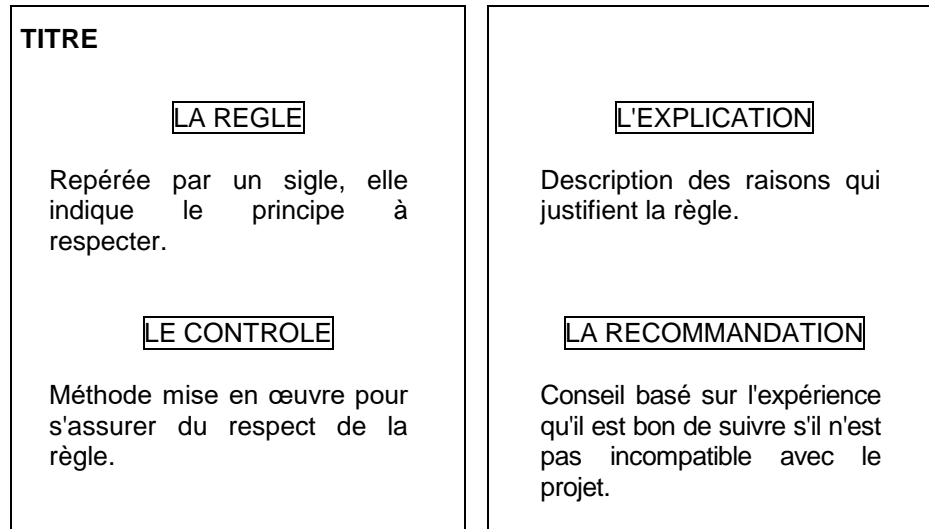 TITRE
LA REGLE
Repérée par un sigle, elle
indique le principe à
respecter.
LE CONTROLE
Méthode mise en œuvre pour
s'assurer du respect de la
règle.
L'EXPLICATION
Description des raisons qui
justifient la règle.
LA RECOMMANDATION
Conseil basé sur l'expérience
qu'il est bon de suivre s'il n'est
pas incompatible avec le
projet.